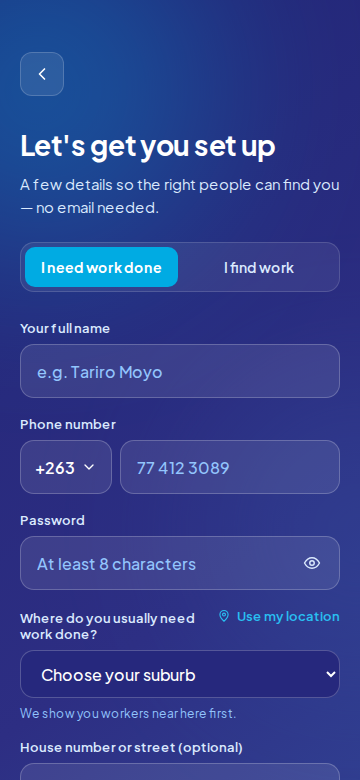 Let's get you set up
A few details so the right people can find you
— no email needed.
I need work done
I find work
Your full name
e.g. Tariro Moyo
Phone number
+263
77 412 3089
Password
At least 8 characters
Where do you usually need
work done?
Use my location
Choose your suburb
We show you workers near here first.
House number or street (optional)